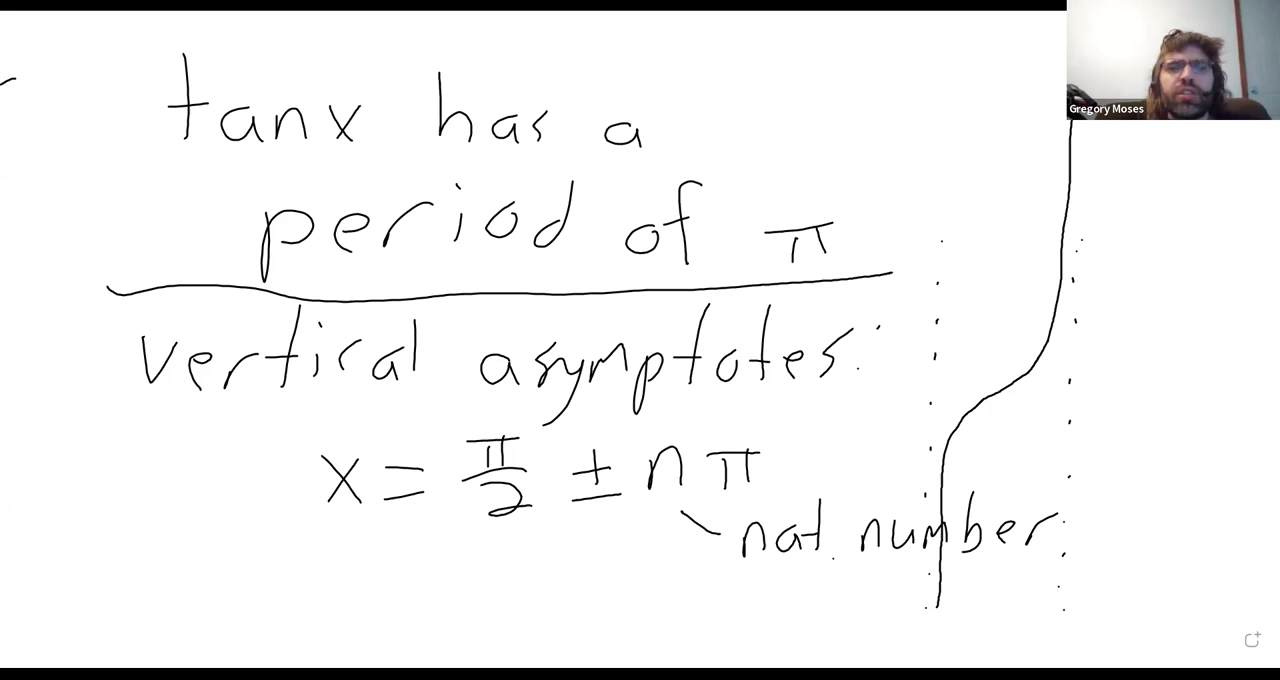 tanx has a
period of π
vertical asymptotes:
x = π/2 ± nπ
nat. number
Gregory Moses